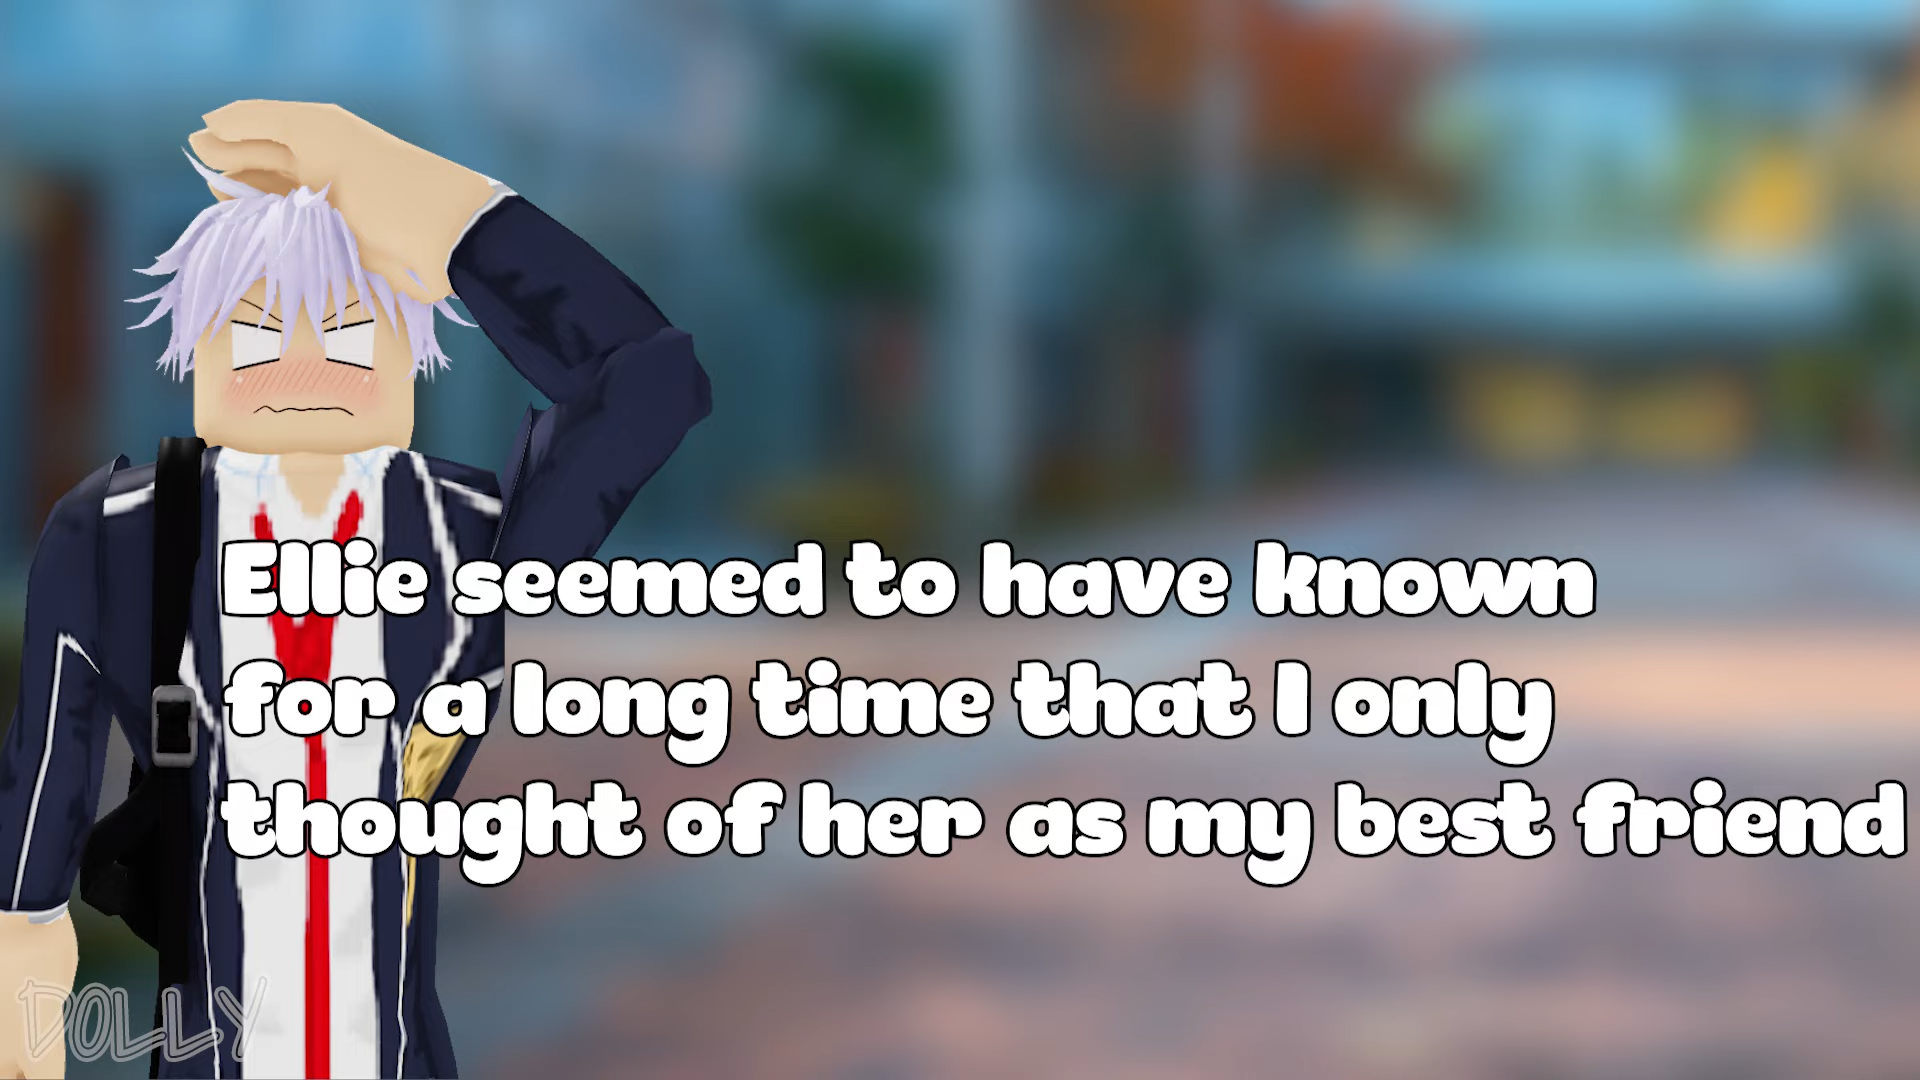 Ellie seemed to have known
for a long time that I only
thought of her as my best friend
DOLLY